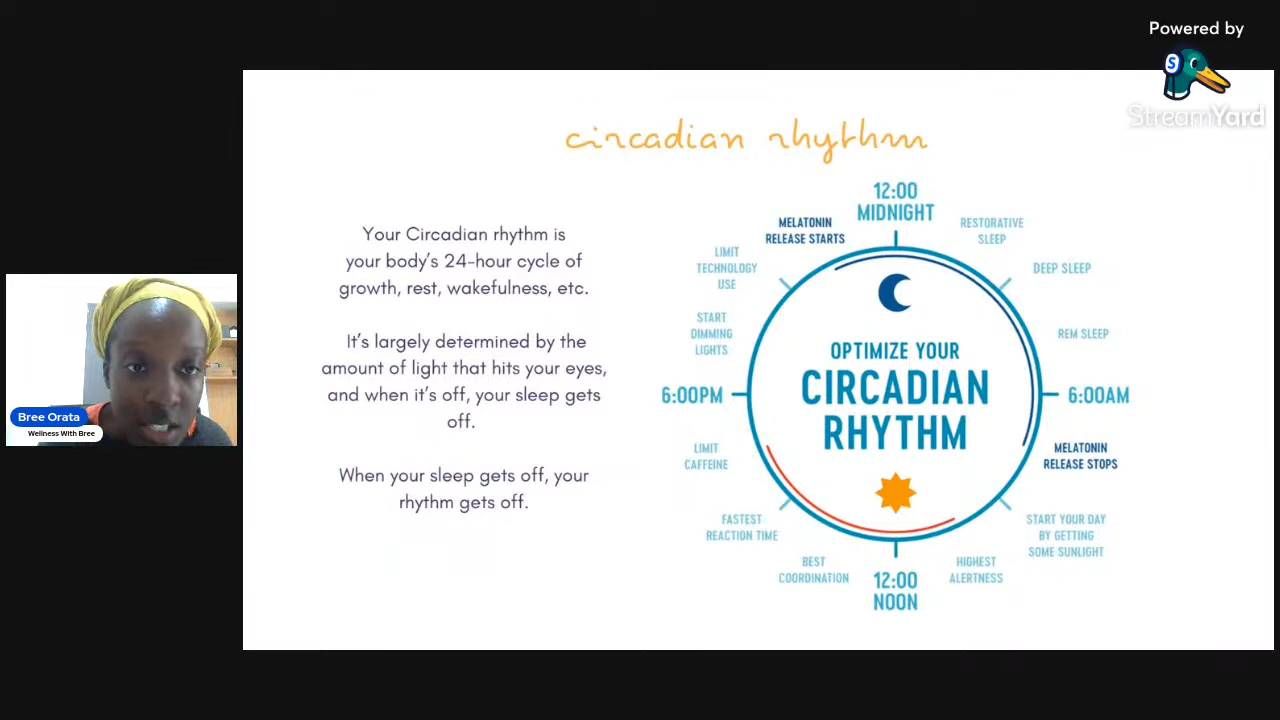 Powered by
S
StreamYard
circadian rhythm
Your Circadian rhythm is
your body's 24-hour cycle of
growth, rest, wakefulness, etc.
It's largely determined by the
amount of light that hits your eyes,
and when it's off, your sleep gets
off.
When your sleep gets off, your
rhythm gets off.
12:00
MIDNIGHT
RESTORATIVE
SLEEP
DEEP SLEEP
REM SLEEP
6:00AM
MELATONIN
RELEASE STOPS
START YOUR DAY
BY GETTING
SOME SUNLIGHT
HIGHEST
ALERTNESS
12:00
NOON
BEST
COORDINATION
FASTEST
REACTION TIME
LIMIT
CAFFEINE
6:00PM
START
DIMMING
LIGHTS
LIMIT
TECHNOLOGY
USE
MELATONIN
RELEASE STARTS
OPTIMIZE YOUR
CIRCADIAN
RHYTHM
Bree Orata
Wellness With Bree